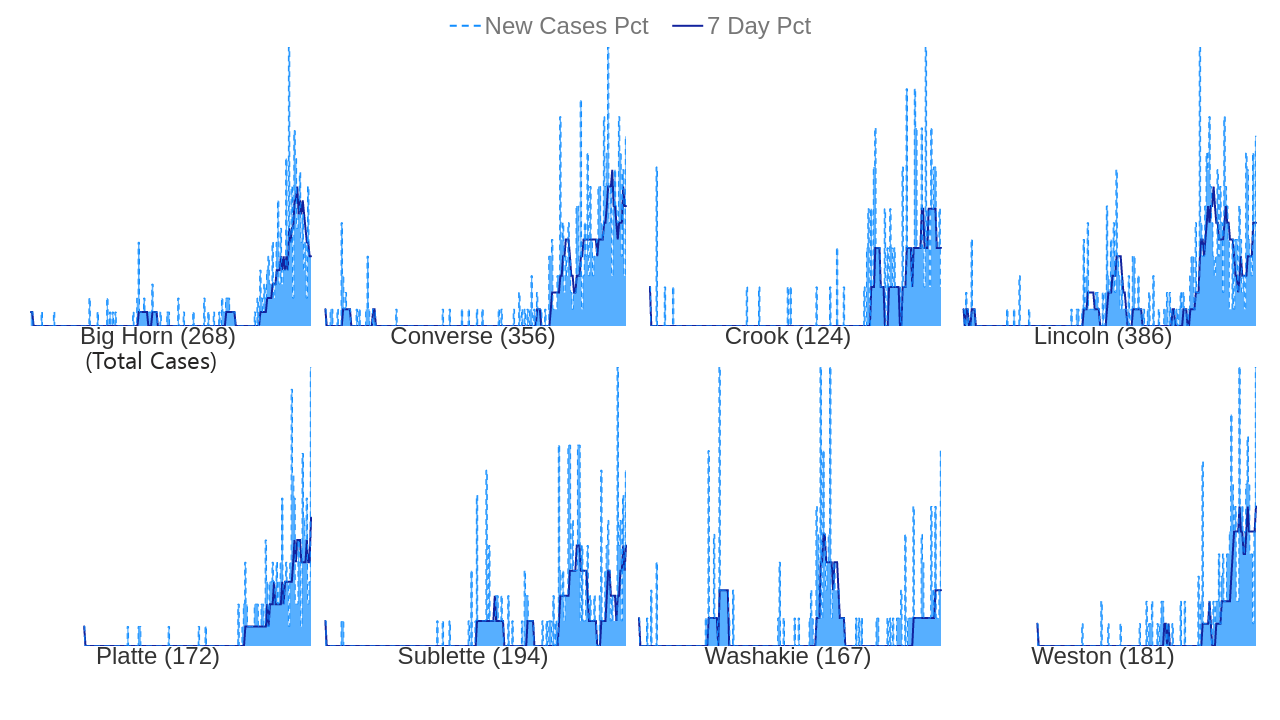 New Cases Pct 7 Day Pct
Big Horn (268) Converse (356) Crook (124) Lincoln (386)
(Total Cases)
Platte (172) Sublette (194) Washakie (167) Weston (181)